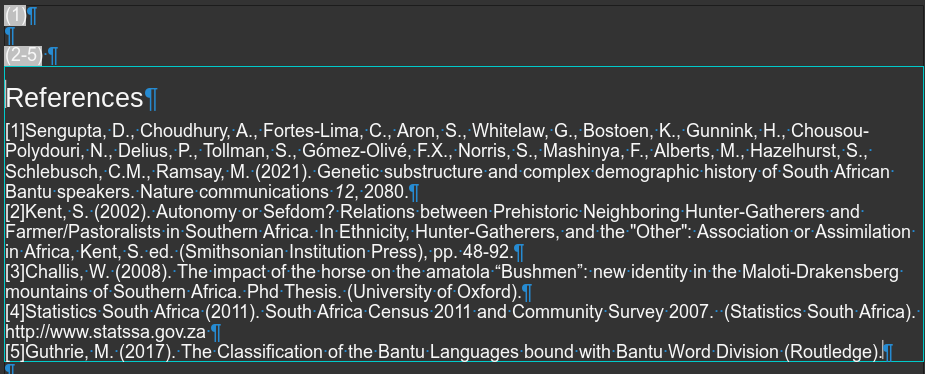 (1)
(2-5)
References
[1]Sengupta, D., Choudhury, A., Fortes-Lima, C., Aron, S., Whitelaw, G., Bostoen, K., Gunnink, H., Chousou-
Polydouri, N., Delius, P., Tollman, S., Gómez-Olivé, F.X., Norris, S., Mashinya, F., Alberts, M., Hazelhurst, S.,
Schlebusch, C.M., Ramsay, M. (2021). Genetic substructure and complex demographic history of South African
Bantu speakers. Nature communications 12, 2080.
[2]Kent, S. (2002). Autonomy or Sefdom? Relations between Prehistoric Neighboring Hunter-Gatherers and
Farmer/Pastoralists in Southern Africa. In Ethnicity, Hunter-Gatherers, and the "Other": Association or Assimilation
in Africa, Kent, S. ed. (Smithsonian Institution Press), pp. 48-92.
[3]Challis, W. (2008). The impact of the horse on the amatola “Bushmen”: new identity in the Maloti-Drakensberg
mountains of Southern Africa. Phd Thesis. (University of Oxford).
[4]Statistics South Africa (2011). South Africa Census 2011 and Community Survey 2007. (Statistics South Africa).
http://www.statssa.gov.za
[5]Guthrie, M. (2017). The Classification of the Bantu Languages bound with Bantu Word Division (Routledge).